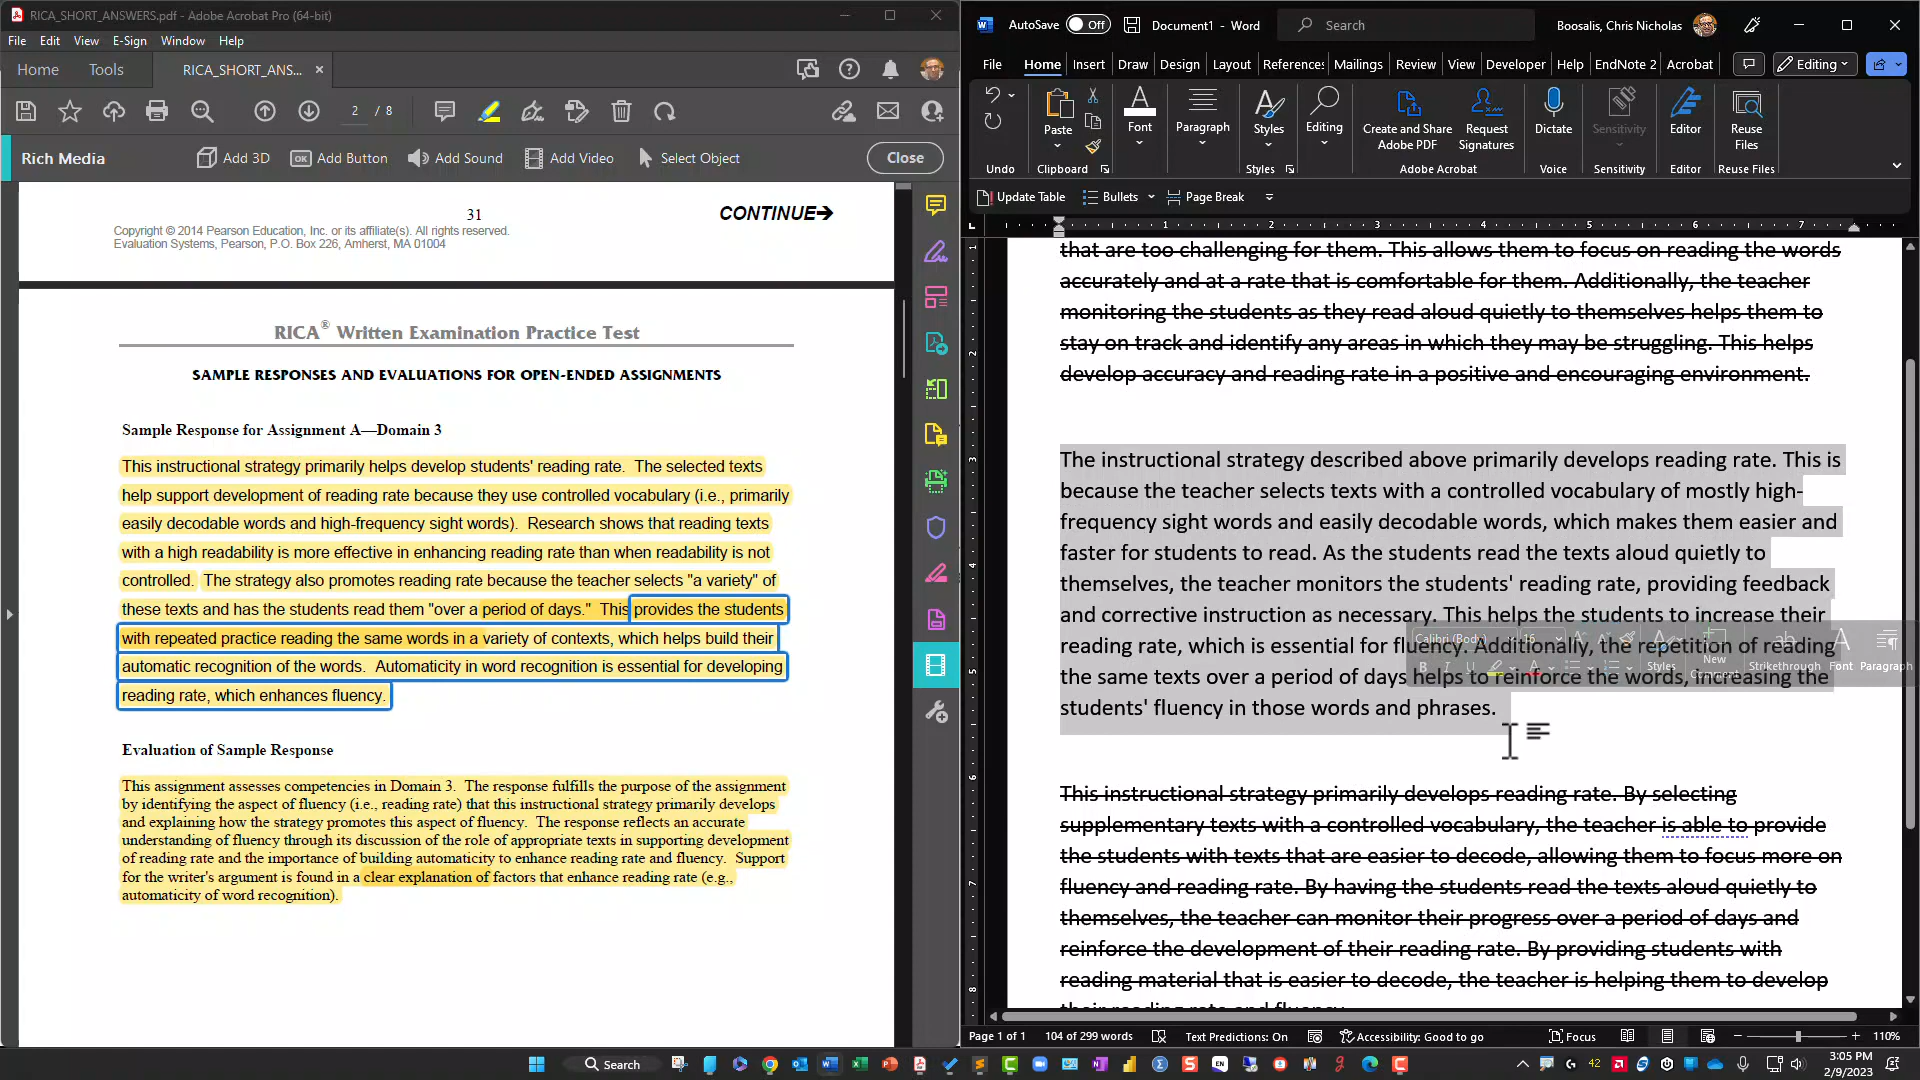 RICA_SHORT_ANSWERS.pdf - Adobe Acrobat Pro (64-bit)
File Edit View E-Sign Window Help
Home Tools RICA_SHORT_ANS... ×
2 / 8
Rich Media Add 3D OK Add Button Add Sound Add Video Select Object Close
31
CONTINUE➔
Copyright © 2014 Pearson Education, Inc. or its affiliate(s). All rights reserved.
Evaluation Systems, Pearson, P.O. Box 226, Amherst, MA 01004
RICA® Written Examination Practice Test
SAMPLE RESPONSES AND EVALUATIONS FOR OPEN-ENDED ASSIGNMENTS
Sample Response for Assignment A—Domain 3
This instructional strategy primarily helps develop students' reading rate. The selected texts
help support development of reading rate because they use controlled vocabulary (i.e., primarily
easily decodable words and high-frequency sight words). Research shows that reading texts
with a high readability is more effective in enhancing reading rate than when readability is not
controlled. The strategy also promotes reading rate because the teacher selects "a variety" of
these texts and has the students read them "over a period of days." This provides the students
with repeated practice reading the same words in a variety of contexts, which helps build their
automatic recognition of the words. Automaticity in word recognition is essential for developing
reading rate, which enhances fluency.
Evaluation of Sample Response
This assignment assesses competencies in Domain 3. The response fulfills the purpose of the assignment
by identifying the aspect of fluency (i.e., reading rate) that this instructional strategy primarily develops
and explaining how the strategy promotes this aspect of fluency. The response reflects an accurate
understanding of fluency through its discussion of the role of appropriate texts in supporting development
of reading rate and the importance of building automaticity to enhance reading rate and fluency. Support
for the writer's argument is found in a clear explanation of factors that enhance reading rate (e.g.,
automaticity of word recognition).
AutoSave Off Document1 - Word Search Boosalis, Chris Nicholas
File Home Insert Draw Design Layout References Mailings Review View Developer Help EndNote 2 Acrobat Editing
Paste Font Paragraph Styles Editing Create and Share Adobe PDF Request Signatures Dictate Sensitivity Editor Reuse Files
Undo Clipboard Styles Adobe Acrobat Voice Sensitivity Editor Reuse Files
Update Table Bullets Page Break
1 2 3 4 5 6 7
that are too challenging for them. This allows them to focus on reading the words
accurately and at a rate that is comfortable for them. Additionally, the teacher
monitoring the students as they read aloud quietly to themselves helps them to
stay on track and identify any areas in which they may be struggling. This helps
develop accuracy and reading rate in a positive and encouraging environment.
The instructional strategy described above primarily develops reading rate. This is
because the teacher selects texts with a controlled vocabulary of mostly high-
frequency sight words and easily decodable words, which makes them easier and
faster for students to read. As the students read the texts aloud quietly to
themselves, the teacher monitors the students' reading rate, providing feedback
and corrective instruction as necessary. This helps the students to increase their
reading rate, which is essential for fluency. Additionally, the repetition of reading
the same texts over a period of days helps to reinforce the words, increasing the
students' fluency in those words and phrases.
Calibri (Body) 16
B I U Styles New Comment Strikethrough Font Paragraph
This instructional strategy primarily develops reading rate. By selecting
supplementary texts with a controlled vocabulary, the teacher is able to provide
the students with texts that are easier to decode, allowing them to focus more on
fluency and reading rate. By having the students read the texts aloud quietly to
themselves, the teacher can monitor their progress over a period of days and
reinforce the development of their reading rate. By providing students with
reading material that is easier to decode, the teacher is helping them to develop
their reading rate and fluency.
Page 1 of 1 104 of 299 words Text Predictions: On Accessibility: Good to go Focus 110%
Search 42 3:05 PM
2/9/2023